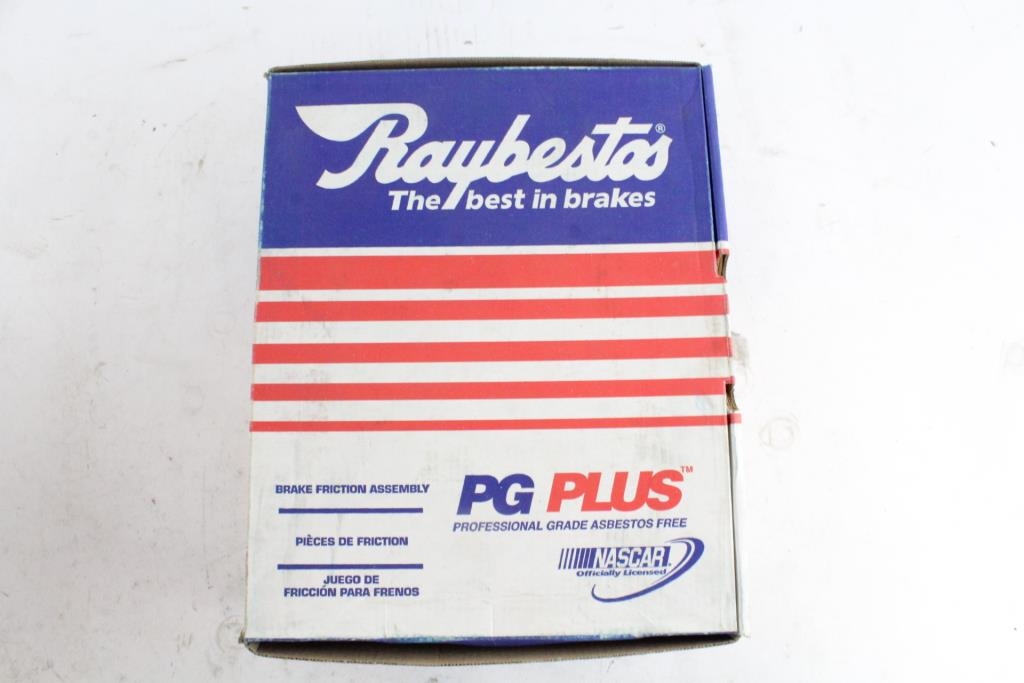 Raybestos®
The best in brakes
BRAKE FRICTION ASSEMBLY
PIÈCES DE FRICTION
JUEGO DE
FRICCIÓN PARA FRENOS
PG PLUS™
PROFESSIONAL GRADE ASBESTOS FREE
NASCAR.
Officially Licensed